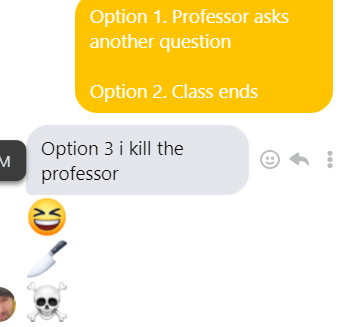 Option 1. Professor asks
another question
Option 2. Class ends
M
Option 3 i kill the
professor